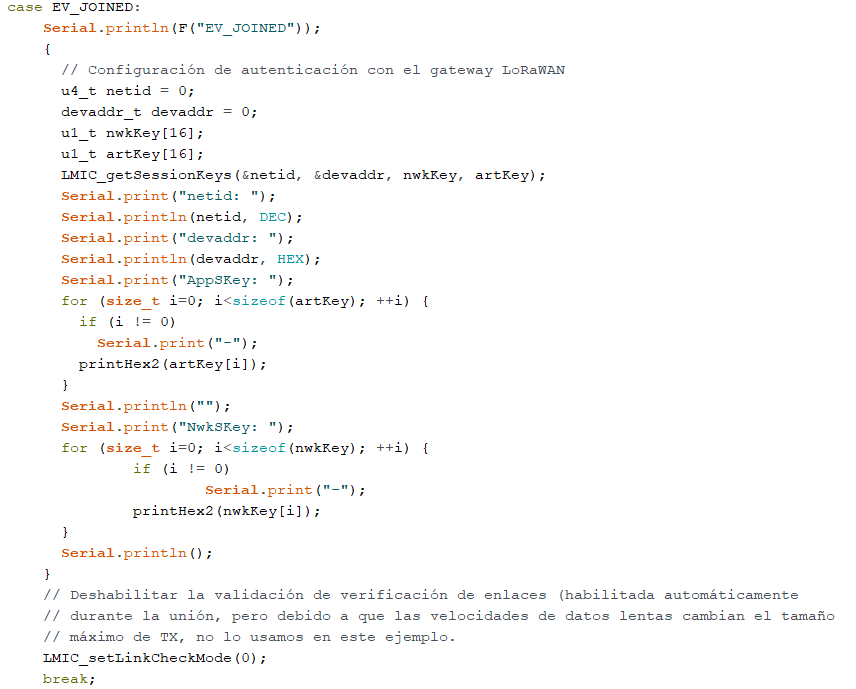 case EV_JOINED:
    Serial.println(F("EV_JOINED"));
    {
      // Configuración de autenticación con el gateway LoRaWAN
      u4_t netid = 0;
      devaddr_t devaddr = 0;
      u1_t nwkKey[16];
      u1_t artKey[16];
      LMIC_getSessionKeys(&netid, &devaddr, nwkKey, artKey);
      Serial.print("netid: ");
      Serial.println(netid, DEC);
      Serial.print("devaddr: ");
      Serial.println(devaddr, HEX);
      Serial.print("AppSKey: ");
      for (size_t i=0; i<sizeof(artKey); ++i) {
        if (i != 0)
          Serial.print("-");
        printHex2(artKey[i]);
      }
      Serial.println("");
      Serial.print("NwkSKey: ");
      for (size_t i=0; i<sizeof(nwkKey); ++i) {
              if (i != 0)
                      Serial.print("-");
              printHex2(nwkKey[i]);
      }
      Serial.println();
    }
    // Deshabilitar la validación de verificación de enlaces (habilitada automáticamente
    // durante la unión, pero debido a que las velocidades de datos lentas cambian el tamaño
    // máximo de TX, no lo usamos en este ejemplo.
    LMIC_setLinkCheckMode(0);
    break;